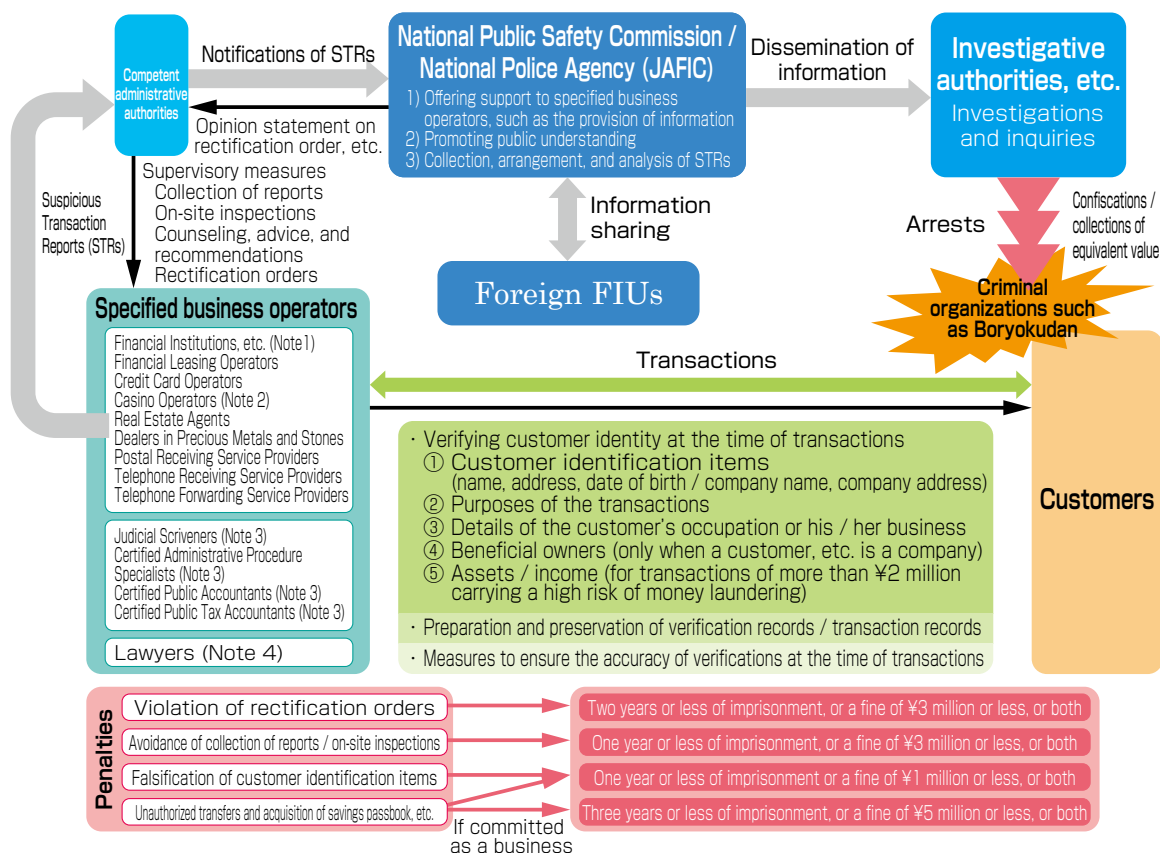 Competent
administrative
authorities
Notifications of STRs
National Public Safety Commission /
National Police Agency (JAFIC)
1) Offering support to specified business
operators, such as the provision of information
2) Promoting public understanding
3) Collection, arrangement, and analysis of STRs
Dissemination of
information
Investigative
authorities, etc.
Investigations
and inquiries
Opinion statement on
rectification order, etc.
Supervisory measures
Collection of reports
On-site inspections
Counseling, advice, and
recommendations
Rectification orders
Suspicious
Transaction
Reports (STRs)
Information
sharing
Foreign FIUs
Arrests
Confiscations /
collections of
equivalent value
Criminal
organizations such
as Boryokudan
Specified business operators
Financial Institutions, etc. (Note1)
Financial Leasing Operators
Credit Card Operators
Casino Operators (Note 2)
Real Estate Agents
Dealers in Precious Metals and Stones
Postal Receiving Service Providers
Telephone Receiving Service Providers
Telephone Forwarding Service Providers
Judicial Scriveners (Note 3)
Certified Administrative Procedure
Specialists (Note 3)
Certified Public Accountants (Note 3)
Certified Public Tax Accountants (Note 3)
Lawyers (Note 4)
Transactions
· Verifying customer identity at the time of transactions
① Customer identification items
(name, address, date of birth / company name, company address)
② Purposes of the transactions
③ Details of the customer's occupation or his / her business
④ Beneficial owners (only when a customer, etc. is a company)
⑤ Assets / income (for transactions of more than ¥2 million
carrying a high risk of money laundering)
· Preparation and preservation of verification records / transaction records
· Measures to ensure the accuracy of verifications at the time of transactions
Customers
Penalties
Violation of rectification orders
Two years or less of imprisonment, or a fine of ¥3 million or less, or both
Avoidance of collection of reports / on-site inspections
One year or less of imprisonment, or a fine of ¥3 million or less, or both
Falsification of customer identification items
One year or less of imprisonment or a fine of ¥1 million or less, or both
Unauthorized transfers and acquisition of savings passbook, etc.
Three years or less of imprisonment, or a fine of ¥5 million or less, or both
If committed
as a business